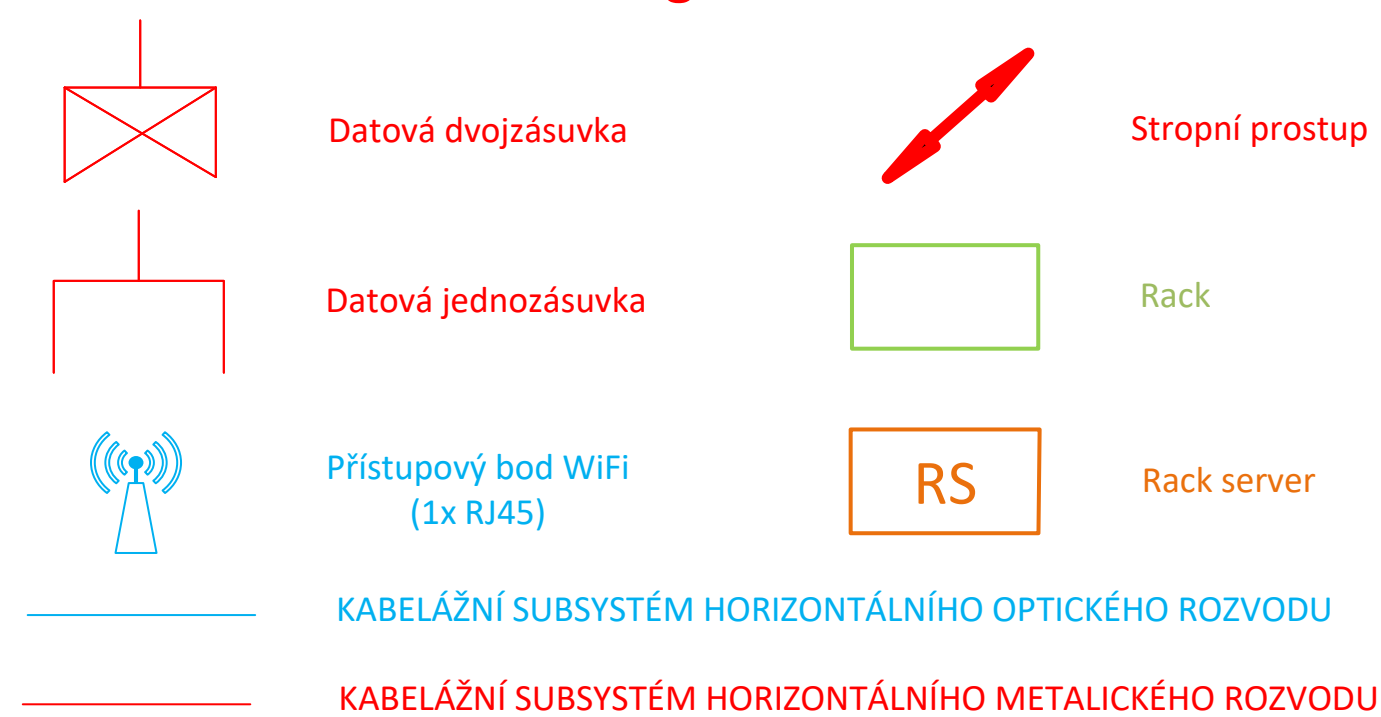 Datová dvojzásuvka
Stropní prostup
Datová jednozásuvka
Rack
Přístupový bod WiFi
(1x RJ45)
RS
Rack server
KABELÁŽNÍ SUBSYSTÉM HORIZONTÁLNÍHO OPTICKÉHO ROZVODU
KABELÁŽNÍ SUBSYSTÉM HORIZONTÁLNÍHO METALICKÉHO ROZVODU